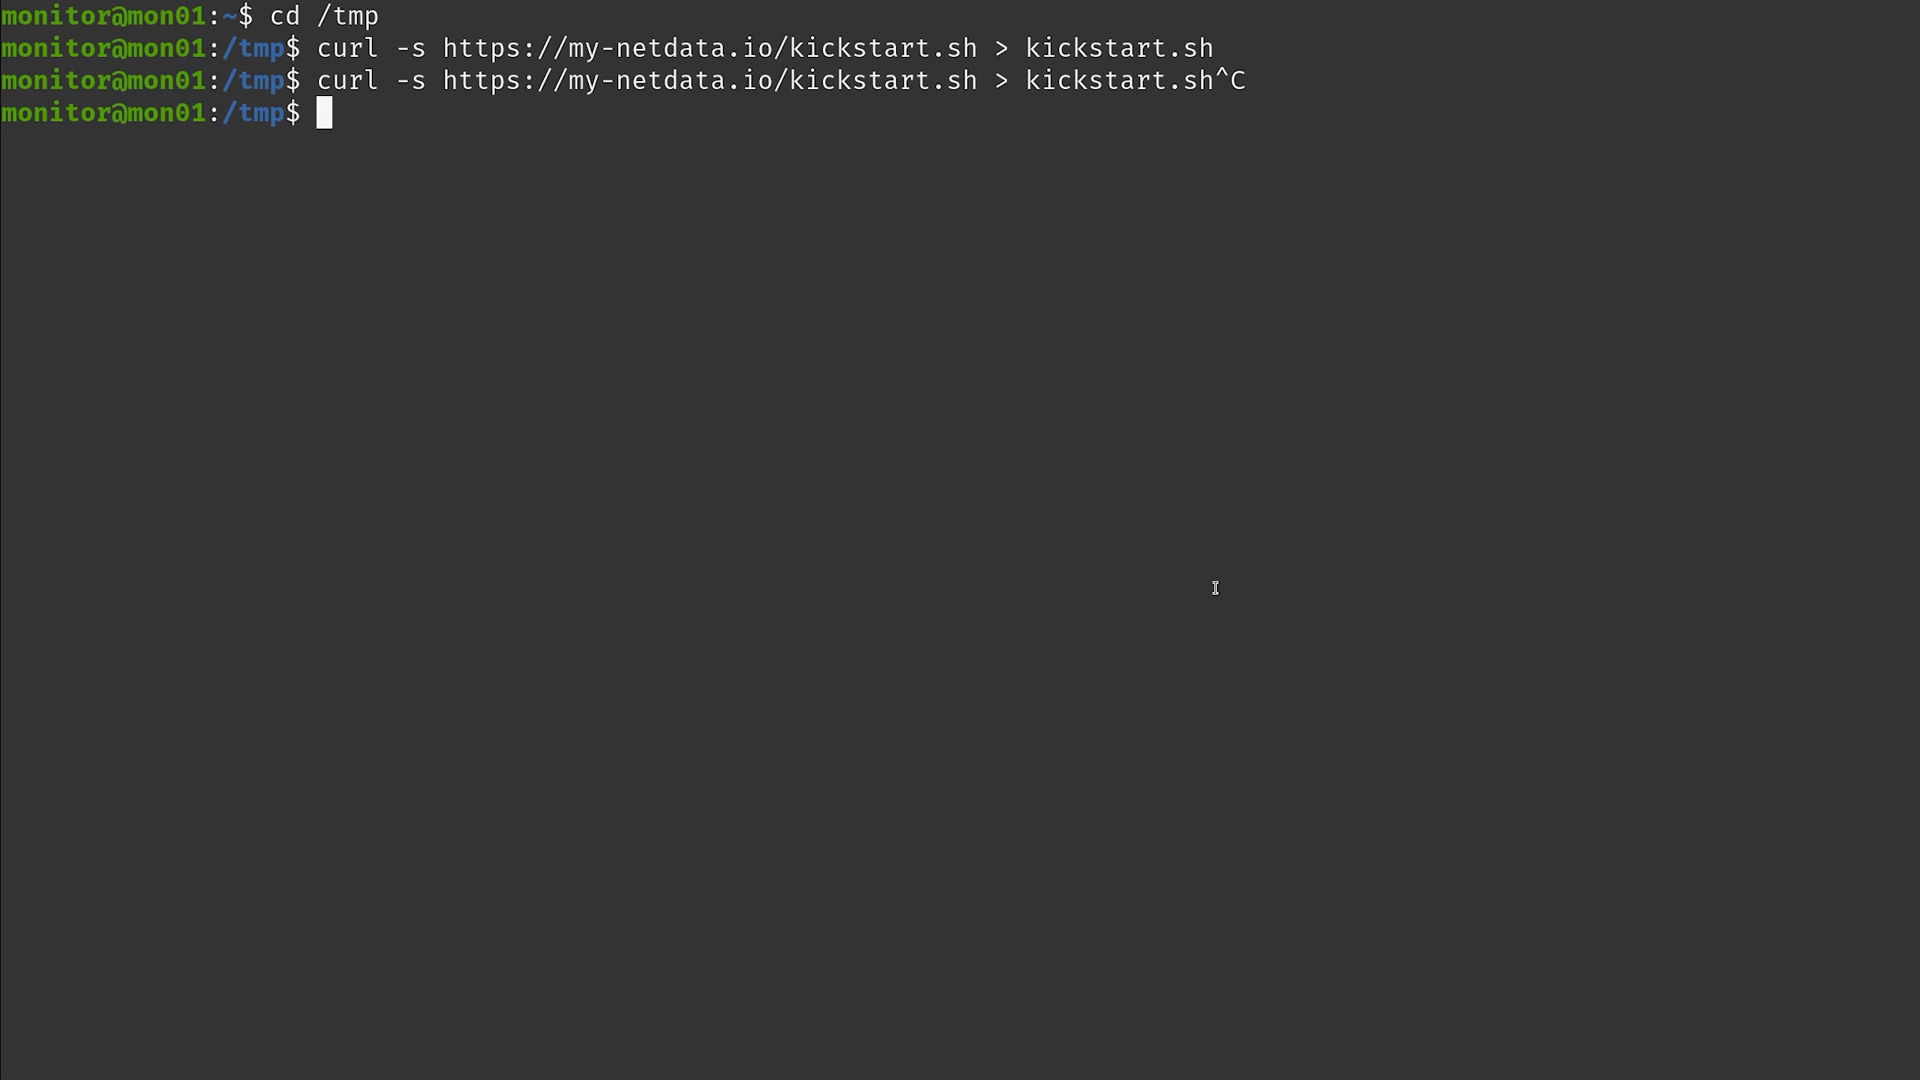 monitor@mon01:~$ cd /tmp
monitor@mon01:/tmp$ curl -s https://my-netdata.io/kickstart.sh > kickstart.sh
monitor@mon01:/tmp$ curl -s https://my-netdata.io/kickstart.sh > kickstart.sh^C
monitor@mon01:/tmp$